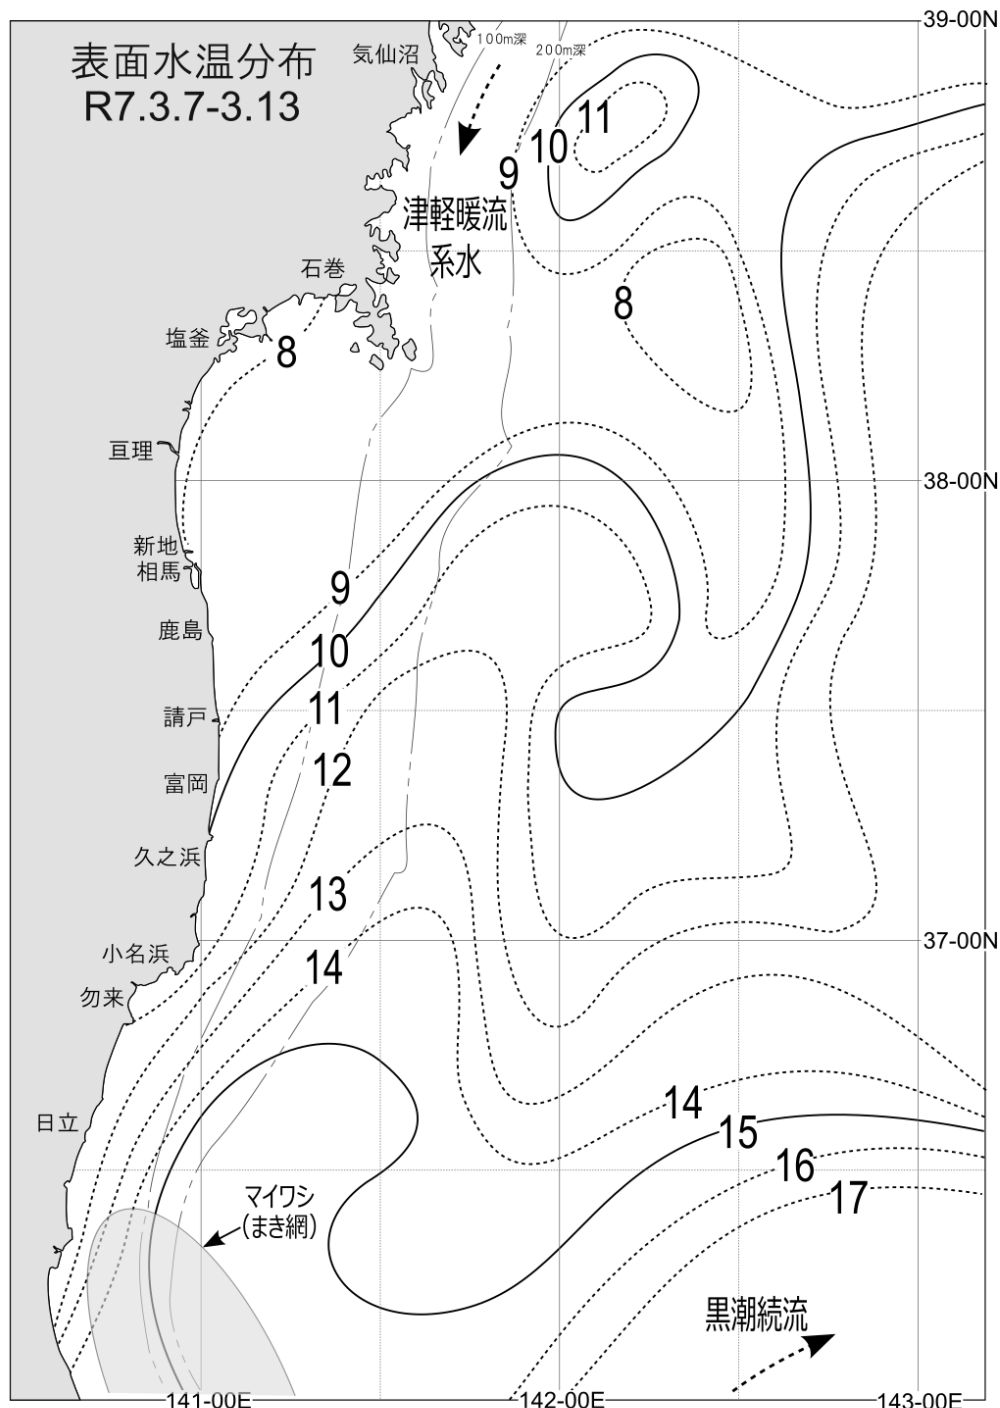 39-00N
表面水温分布
R7.3.7-3.13
気仙沼
100m深
200m深
11
10
9
津軽暖流
系水
石巻
8
塩釜
8
亘理
38-00N
新地
相馬
9
鹿島
10
11
請戸
12
富岡
久之浜
13
37-00N
小名浜
14
勿来
14
15
日立
16
17
マイワシ
(まき網)
黒潮続流
141-00E
142-00E
143-00E